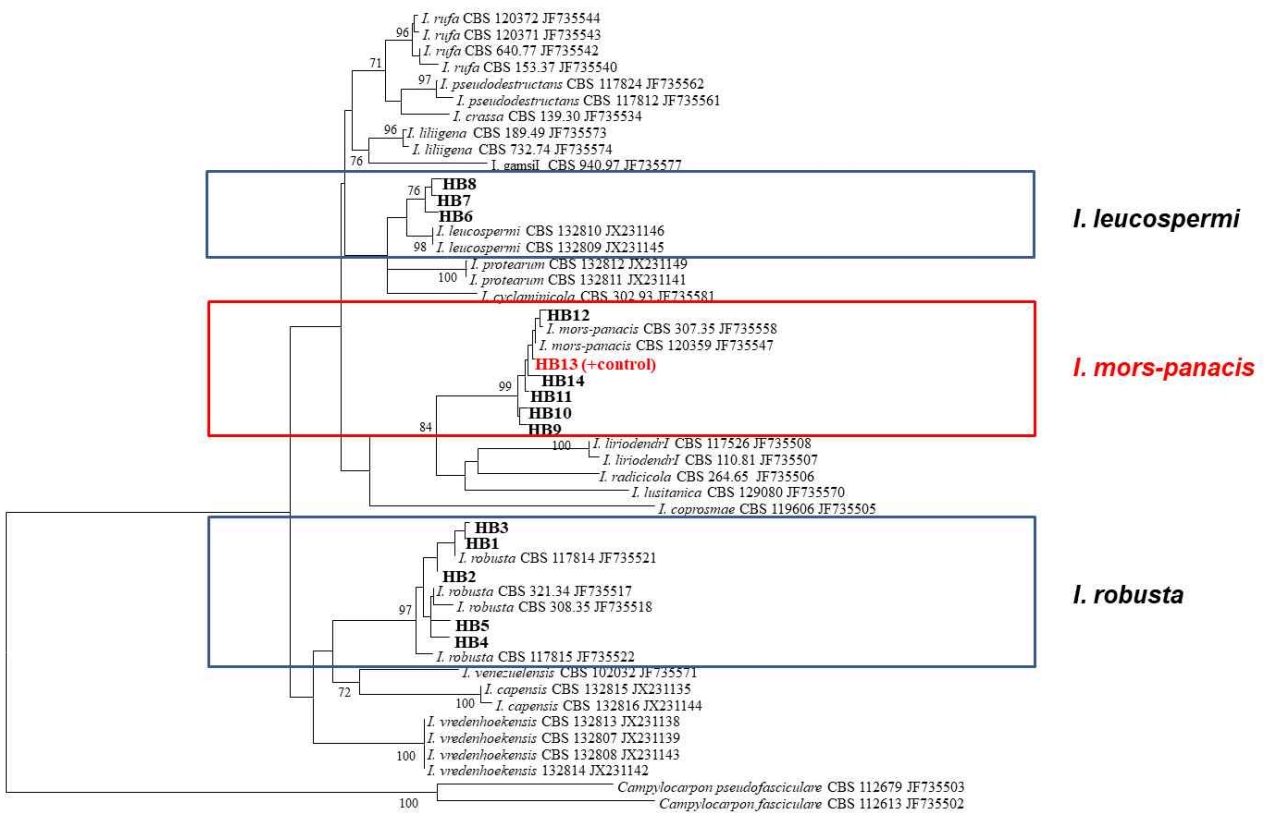 I. rufa CBS 120372 JF735544
96
I. rufa CBS 120371 JF735543
I. rufa CBS 640.77 JF735542
71
I. rufa CBS 153.37 JF735540
97
I. pseudodestructans CBS 117824 JF735562
I. pseudodestructans CBS 117812 JF735561
I. crassa CBS 139.30 JF735534
96
I. liliigena CBS 189.49 JF735573
I. liliigena CBS 732.74 JF735574
76
I. gamsiI CBS 940.97 JF735577
HB8
76
HB7
HB6
I. leucospermi
I. leucospermi CBS 132810 JX231146
98
I. leucospermi CBS 132809 JX231145
I. protearum CBS 132812 JX231149
100
I. protearum CBS 132811 JX231141
I. cyclaminicola CBS 302.93 JF735581
HB12
I. mors-panacis CBS 307.35 JF735558
I. mors-panacis CBS 120359 JF735547
HB13 (+control)
I. mors-panacis
HB14
99
HB11
HB10
HB9
84
100
I. liriodendrI CBS 117526 JF735508
I. liriodendrI CBS 110.81 JF735507
I. radicicola CBS 264.65 JF735506
I. lusitanica CBS 129080 JF735570
I. coprosmae CBS 119606 JF735505
HB3
HB1
I. robusta CBS 117814 JF735521
HB2
I. robusta CBS 321.34 JF735517
I. robusta
97
I. robusta CBS 308.35 JF735518
HB5
HB4
I. robusta CBS 117815 JF735522
I. venezuelensis CBS 102032 JF735571
72
I. capensis CBS 132815 JX231135
100
I. capensis CBS 132816 JX231144
I. vredenhoekensis CBS 132813 JX231138
I. vredenhoekensis CBS 132807 JX231139
100
I. vredenhoekensis CBS 132808 JX231143
I. vredenhoekensis 132814 JX231142
Campylocarpon pseudofasciculare CBS 112679 JF735503
100
Campylocarpon fasciculare CBS 112613 JF735502